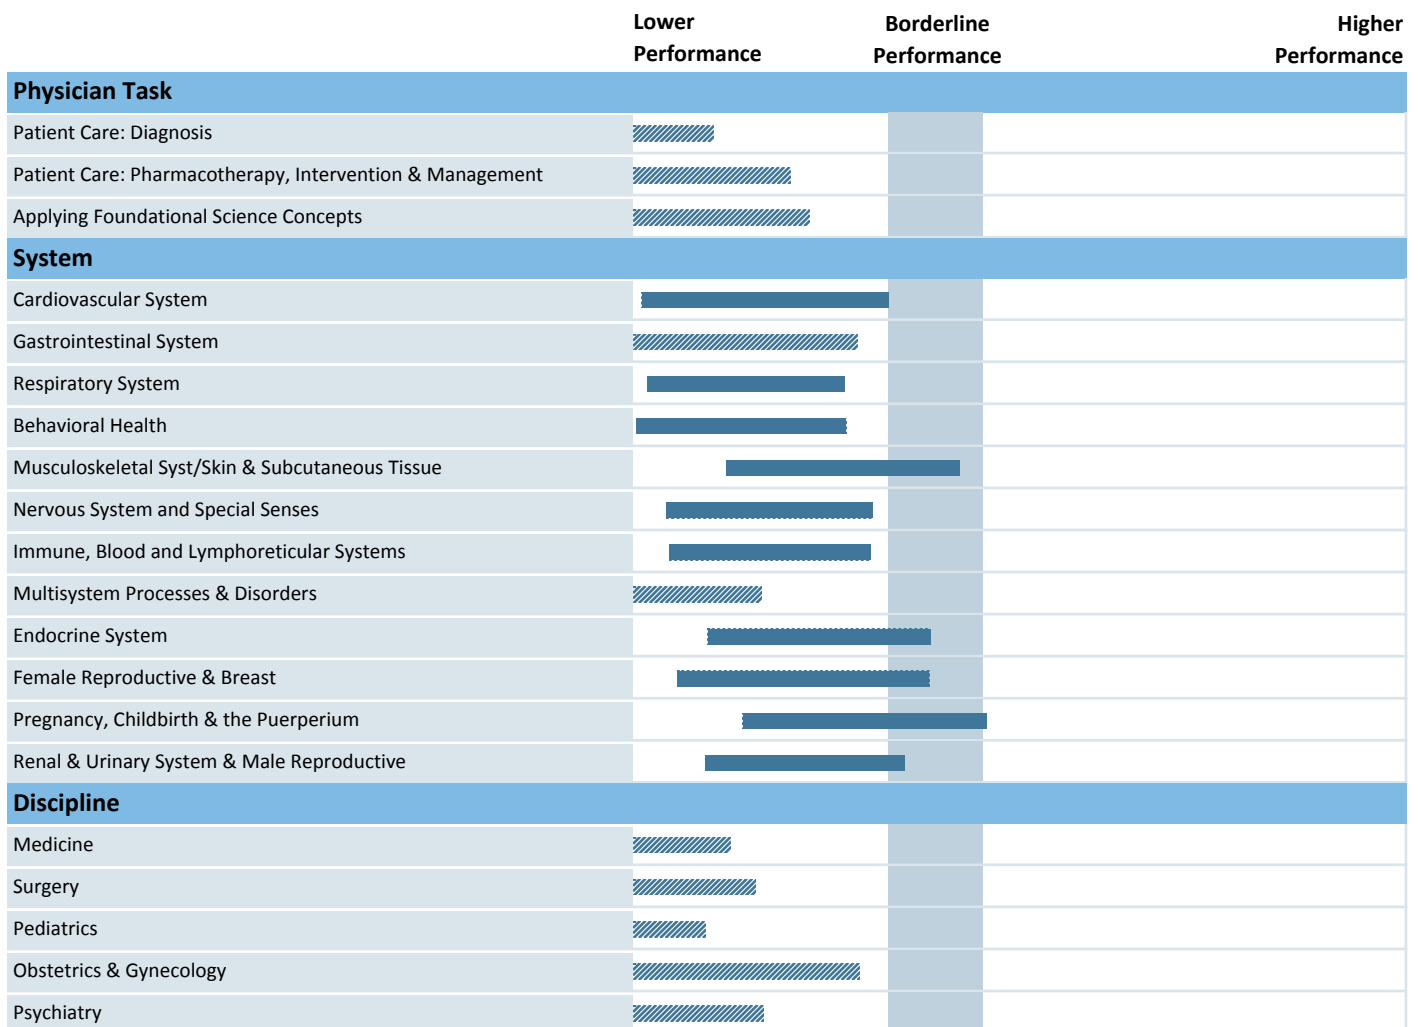 Lower Borderline Higher
Performance Performance Performance
Physician Task
Patient Care: Diagnosis
Patient Care: Pharmacotherapy, Intervention & Management
Applying Foundational Science Concepts
System
Cardiovascular System
Gastrointestinal System
Respiratory System
Behavioral Health
Musculoskeletal Syst/Skin & Subcutaneous Tissue
Nervous System and Special Senses
Immune, Blood and Lymphoreticular Systems
Multisystem Processes & Disorders
Endocrine System
Female Reproductive & Breast
Pregnancy, Childbirth & the Puerperium
Renal & Urinary System & Male Reproductive
Discipline
Medicine
Surgery
Pediatrics
Obstetrics & Gynecology
Psychiatry